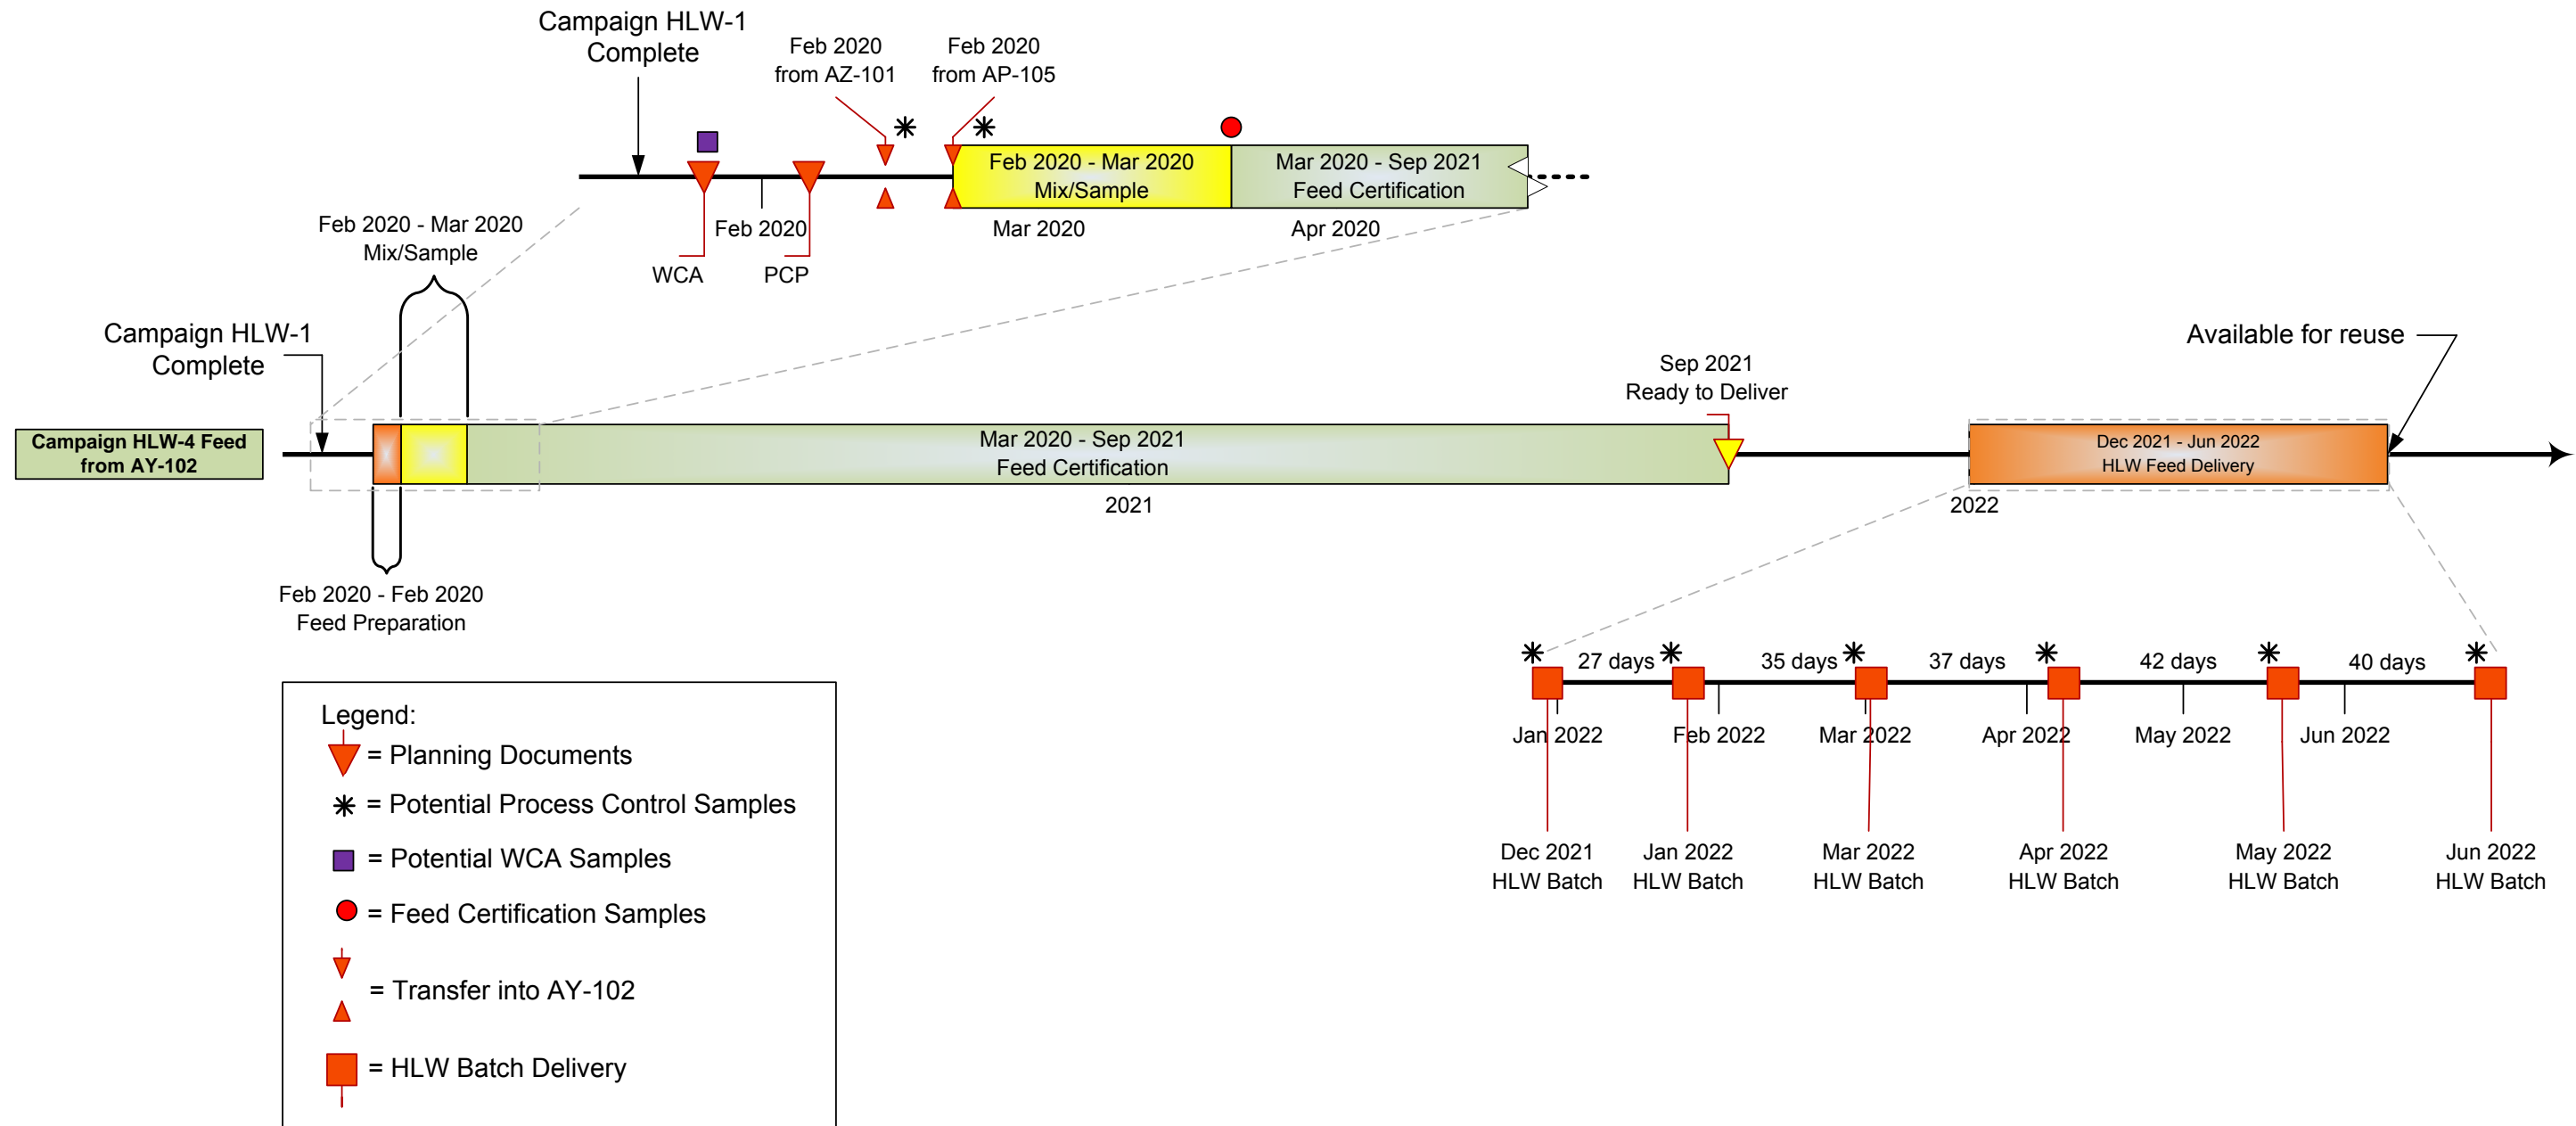 Campaign HLW-1
Complete
Feb 2020
from AZ-101
Feb 2020
from AP-105
Feb 2020 - Mar 2020
Mix/Sample
Mar 2020 - Sep 2021
Feed Certification
Feb 2020
Mar 2020
Apr 2020
WCA
PCP
Feb 2020 - Mar 2020
Mix/Sample
Campaign HLW-1
Complete
Sep 2021
Ready to Deliver
Available for reuse
Campaign HLW-4 Feed
from AY-102
Mar 2020 - Sep 2021
Feed Certification
Dec 2021 - Jun 2022
HLW Feed Delivery
2021
2022
Feb 2020 - Feb 2020
Feed Preparation
27 days
35 days
37 days
42 days
40 days
Jan 2022
Feb 2022
Mar 2022
Apr 2022
May 2022
Jun 2022
Dec 2021
HLW Batch
Jan 2022
HLW Batch
Mar 2022
HLW Batch
Apr 2022
HLW Batch
May 2022
HLW Batch
Jun 2022
HLW Batch
Legend:
= Planning Documents
= Potential Process Control Samples
= Potential WCA Samples
= Feed Certification Samples
= Transfer into AY-102
= HLW Batch Delivery